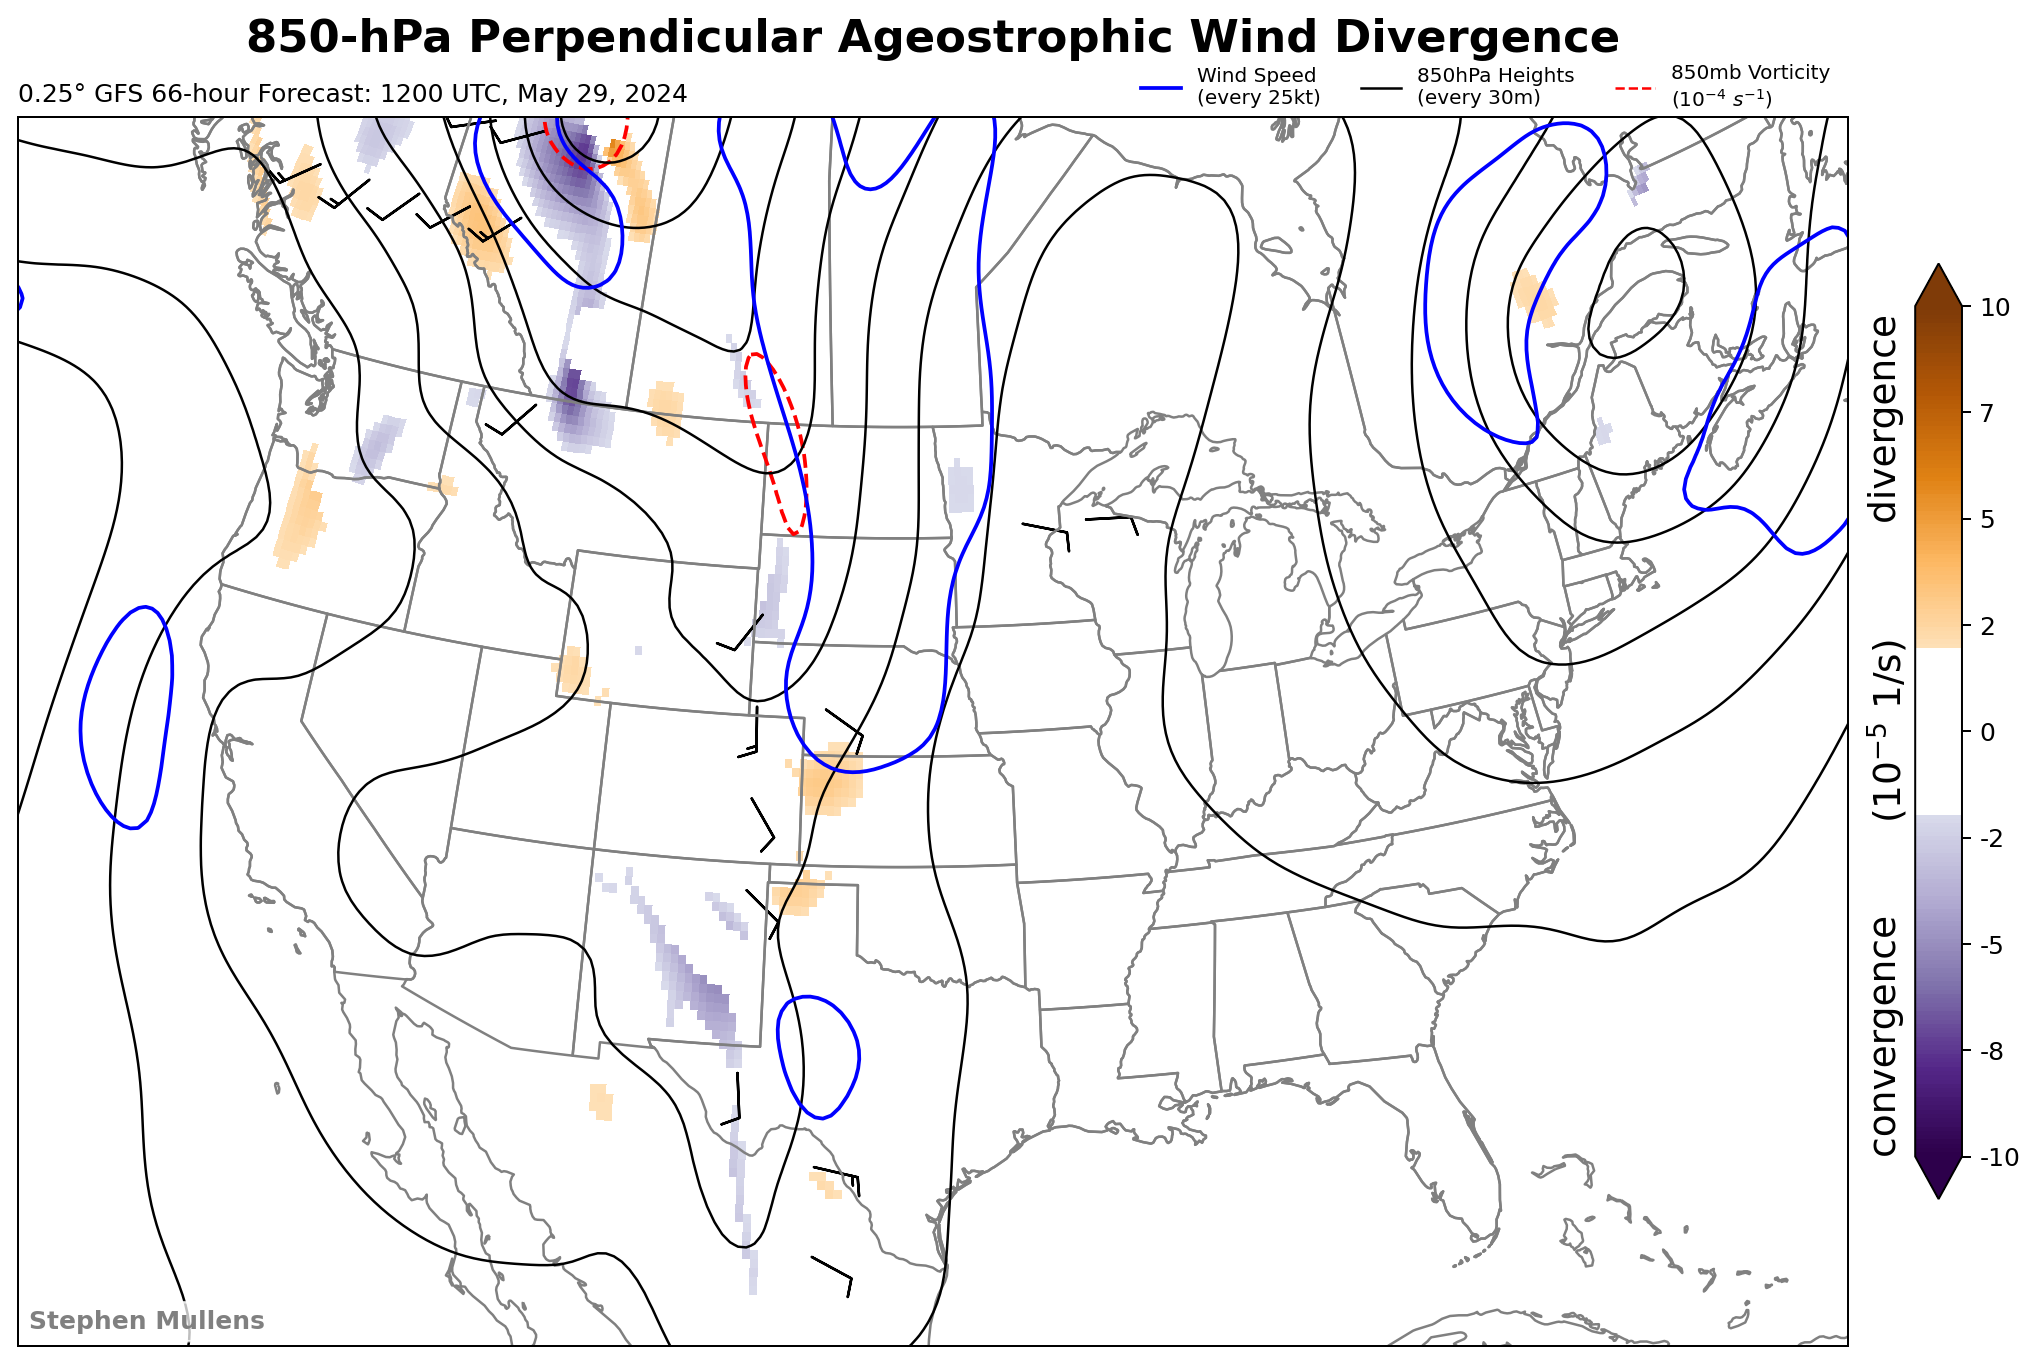 850-hPa Perpendicular Ageostrophic Wind Divergence
0.25° GFS 66-hour Forecast: 1200 UTC, May 29, 2024
Wind Speed
(every 25kt)
850hPa Heights
(every 30m)
850mb Vorticity
(10⁻⁴ s⁻¹)
10
7
5
2
0
-2
-5
-8
-10
convergence (10⁻⁵ 1/s) divergence
Stephen Mullens